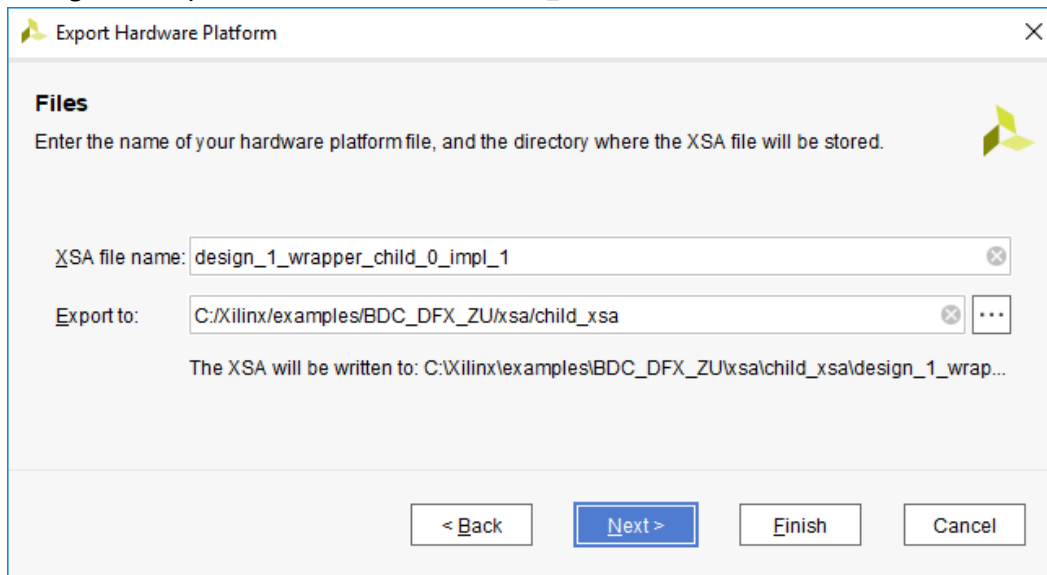 Export Hardware Platform
Files
Enter the name of your hardware platform file, and the directory where the XSA file will be stored.
XSA file name: design_1_wrapper_child_0_impl_1
Export to: C:/Xilinx/examples/BDC_DFX_ZU/xsa/child_xsa ...
The XSA will be written to: C:\Xilinx\examples\BDC_DFX_ZU\xsa\child_xsa\design_1_wrap...
< Back Next > Finish Cancel